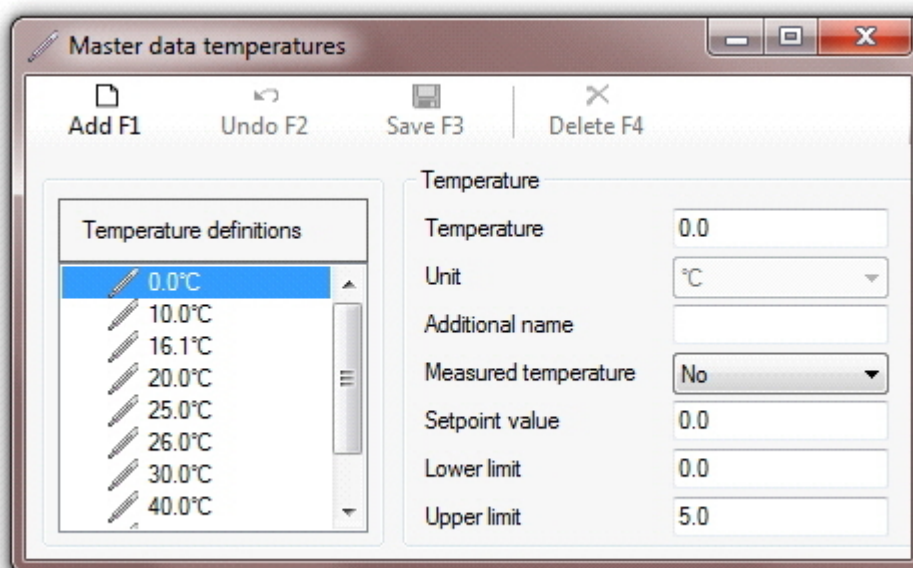 Master data temperatures
Add F1 Undo F2 Save F3 Delete F4
Temperature definitions
0.0°C
10.0°C
16.1°C
20.0°C
25.0°C
26.0°C
30.0°C
40.0°C
Temperature
Temperature 0.0
Unit °C
Additional name
Measured temperature No
Setpoint value 0.0
Lower limit 0.0
Upper limit 5.0